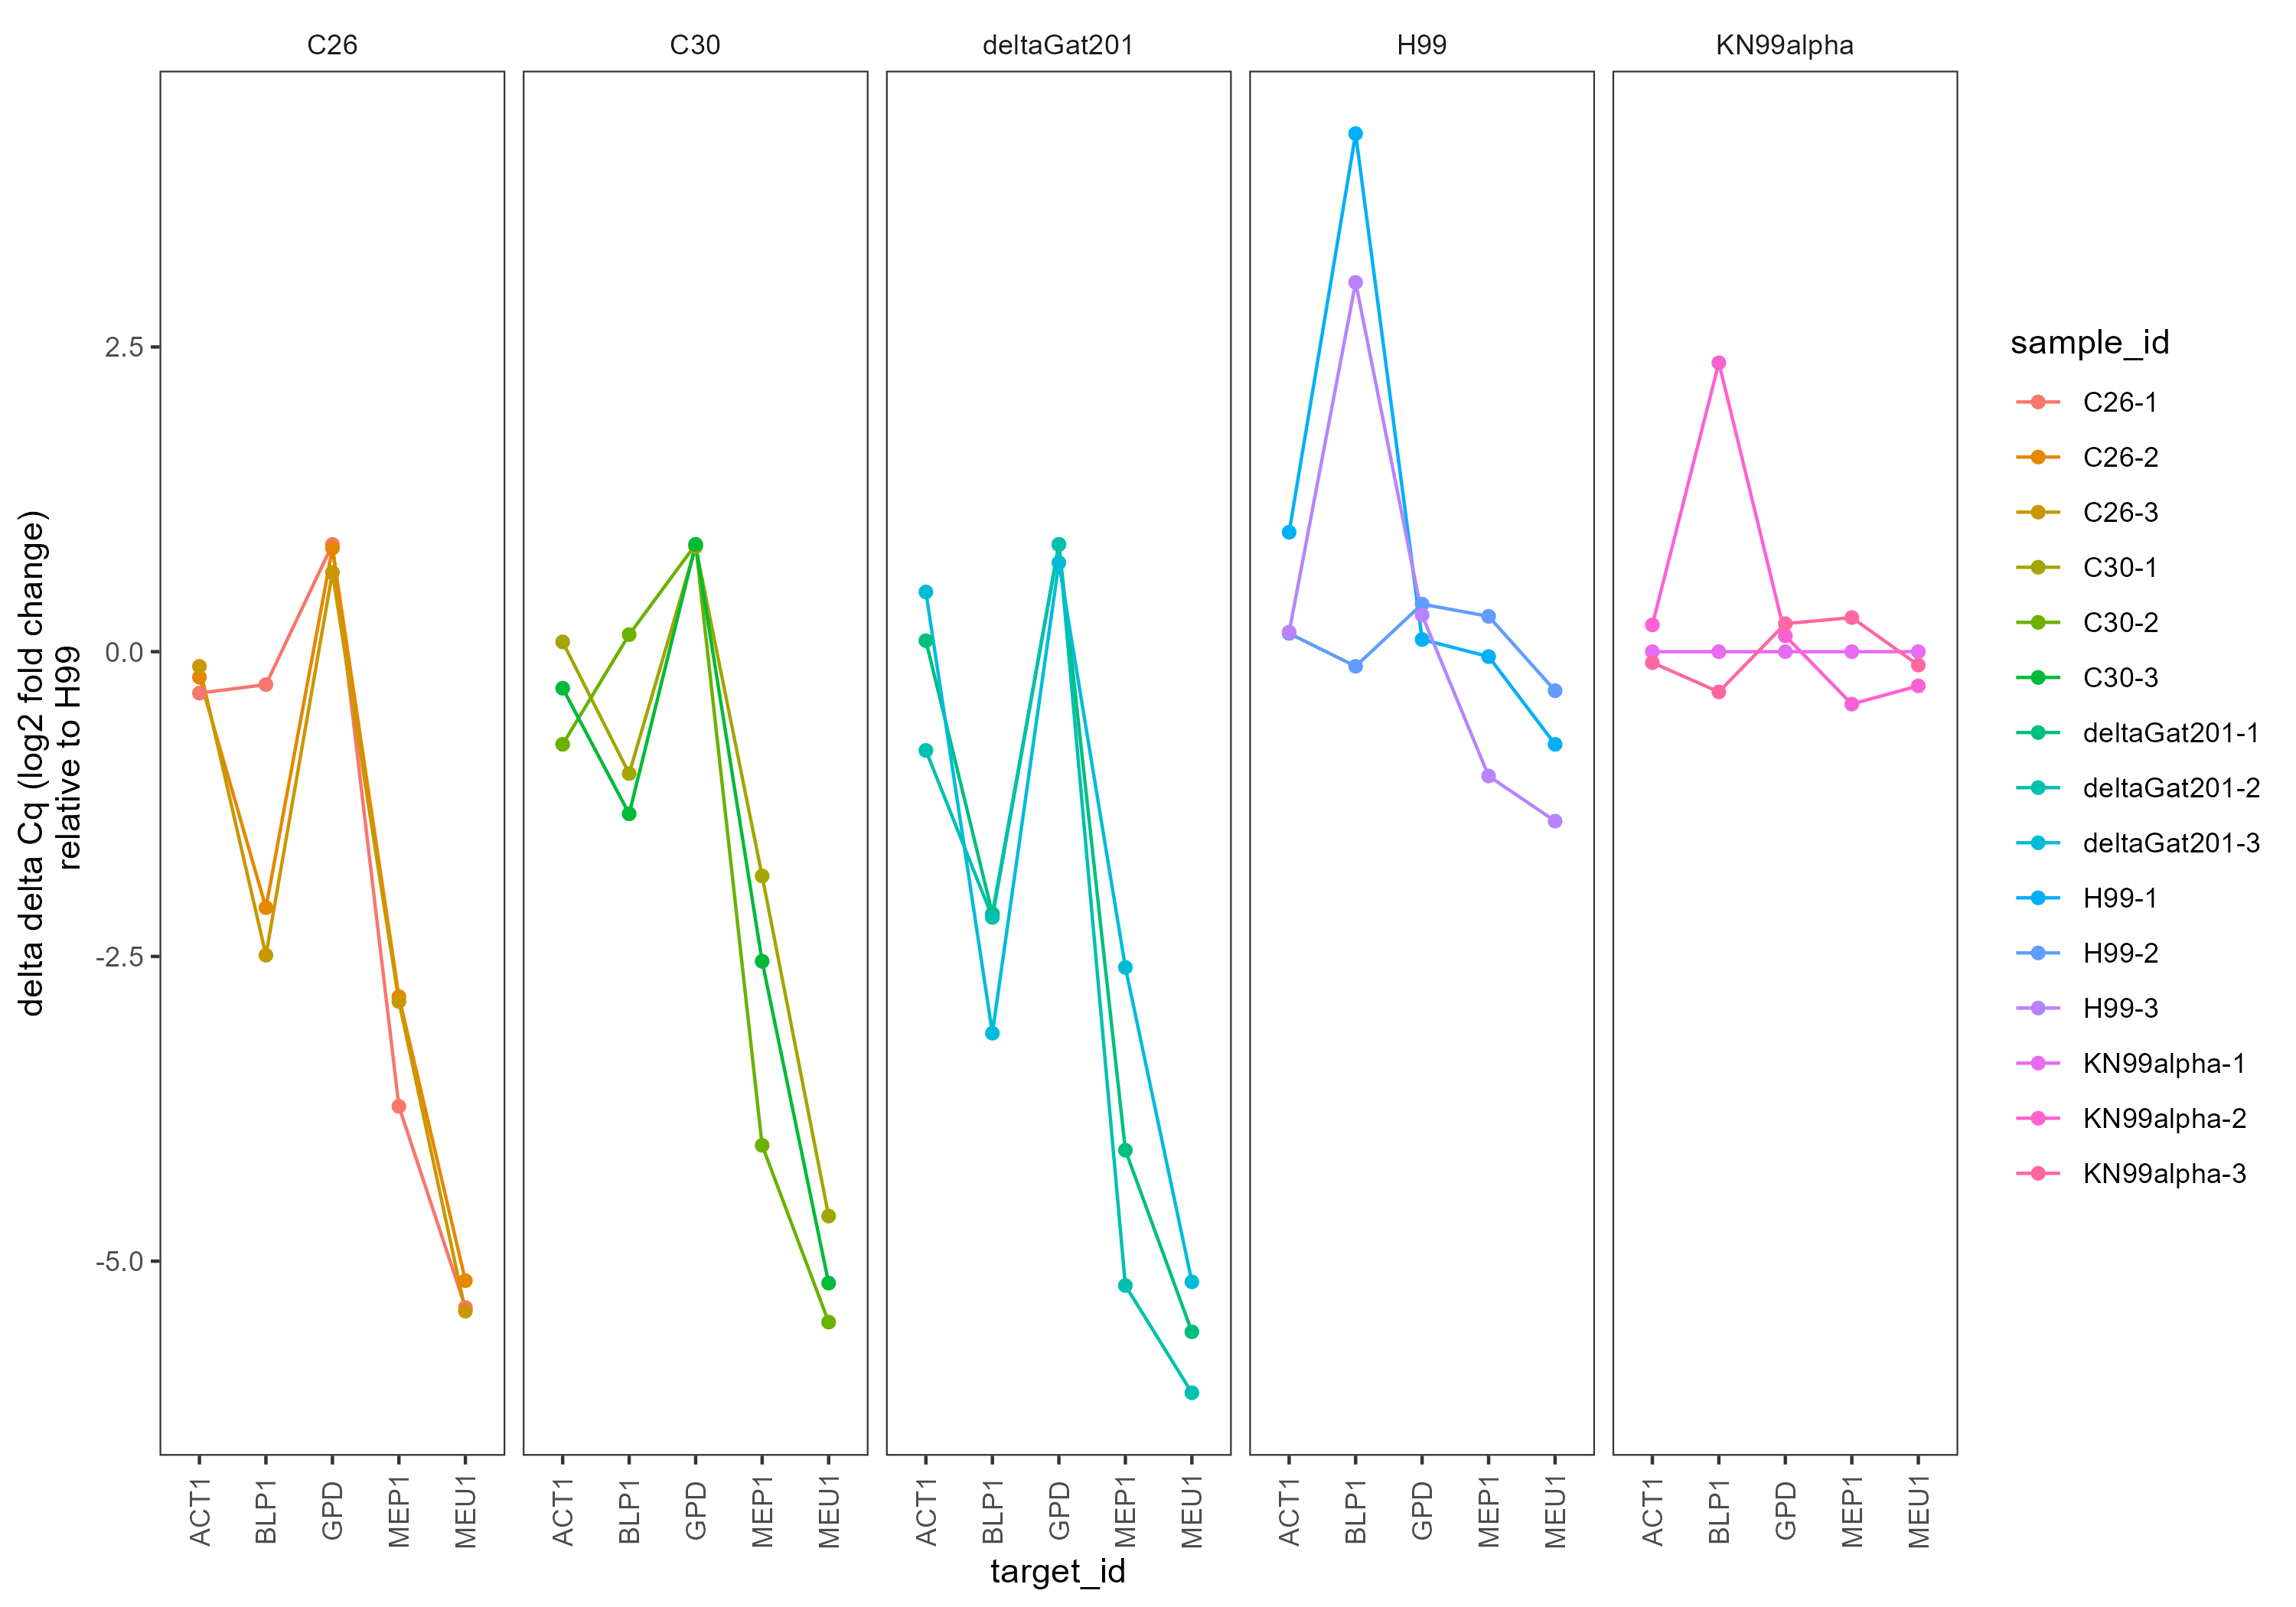 C26 C30 deltaGat201 H99 KN99alpha
delta delta Cq (log2 fold change)
relative to H99
2.5
0.0
-2.5
-5.0
ACT1 BLP1 GPD MEP1 MEU1 ACT1 BLP1 GPD MEP1 MEU1 ACT1 BLP1 GPD MEP1 MEU1 ACT1 BLP1 GPD MEP1 MEU1 ACT1 BLP1 GPD MEP1 MEU1
target_id
sample_id
C26-1
C26-2
C26-3
C30-1
C30-2
C30-3
deltaGat201-1
deltaGat201-2
deltaGat201-3
H99-1
H99-2
H99-3
KN99alpha-1
KN99alpha-2
KN99alpha-3